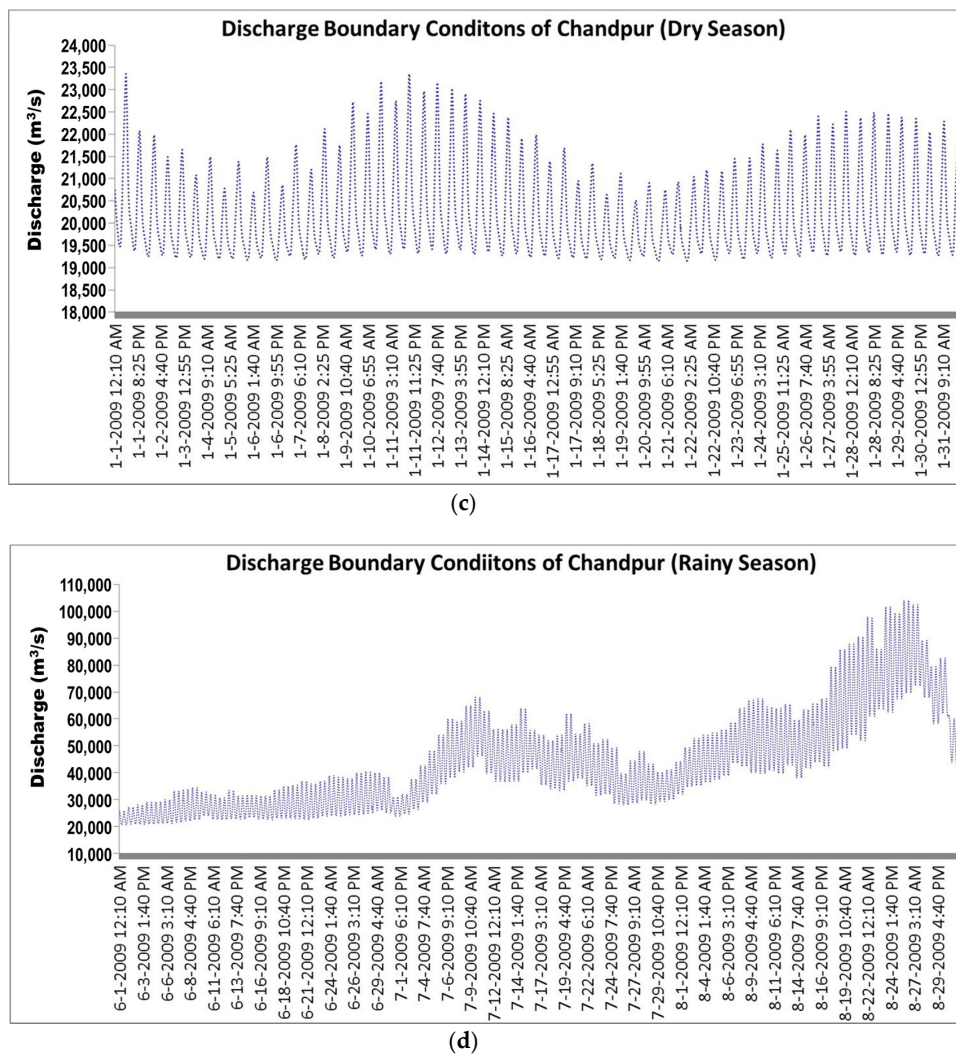 Discharge Boundary Conditons of Chandpur (Dry Season)
Discharge (m³/s)
24,000
23,500
23,000
22,500
22,000
21,500
21,000
20,500
20,000
19,500
19,000
18,500
18,000
1-1-2009 12:10 AM
1-1-2009 8:25 PM
1-2-2009 4:40 PM
1-3-2009 12:55 PM
1-4-2009 9:10 AM
1-5-2009 5:25 AM
1-6-2009 1:40 AM
1-6-2009 9:55 PM
1-7-2009 6:10 PM
1-8-2009 2:25 PM
1-9-2009 10:40 AM
1-10-2009 6:55 AM
1-11-2009 3:10 AM
1-11-2009 11:25 PM
1-12-2009 7:40 PM
1-13-2009 3:55 PM
1-14-2009 12:10 PM
1-15-2009 8:25 AM
1-16-2009 4:40 AM
1-17-2009 12:55 AM
1-17-2009 9:10 PM
1-18-2009 5:25 PM
1-19-2009 1:40 PM
1-20-2009 9:55 AM
1-21-2009 6:10 AM
1-22-2009 2:25 AM
1-22-2009 10:40 PM
1-23-2009 6:55 PM
1-24-2009 3:10 PM
1-25-2009 11:25 AM
1-26-2009 7:40 AM
1-27-2009 3:55 AM
1-28-2009 12:10 AM
1-28-2009 8:25 PM
1-29-2009 4:40 PM
1-30-2009 12:55 PM
1-31-2009 9:10 AM
(c)
Discharge Boundary Condiitons of Chandpur (Rainy Season)
Discharge (m³/s)
110,000
100,000
90,000
80,000
70,000
60,000
50,000
40,000
30,000
20,000
10,000
6-1-2009 12:10 AM
6-3-2009 1:40 PM
6-6-2009 3:10 AM
6-8-2009 4:40 PM
6-11-2009 6:10 AM
6-13-2009 7:40 PM
6-16-2009 9:10 AM
6-18-2009 10:40 PM
6-21-2009 12:10 PM
6-24-2009 1:40 AM
6-26-2009 3:10 PM
6-29-2009 4:40 AM
7-1-2009 6:10 PM
7-4-2009 7:40 AM
7-6-2009 9:10 PM
7-9-2009 10:40 AM
7-12-2009 12:10 AM
7-14-2009 1:40 PM
7-17-2009 3:10 AM
7-19-2009 4:40 PM
7-22-2009 6:10 AM
7-24-2009 7:40 PM
7-27-2009 9:10 AM
7-29-2009 10:40 PM
8-1-2009 12:10 PM
8-4-2009 1:40 AM
8-6-2009 3:10 PM
8-9-2009 4:40 AM
8-11-2009 6:10 PM
8-14-2009 7:40 AM
8-16-2009 9:10 PM
8-19-2009 10:40 AM
8-22-2009 12:10 AM
8-24-2009 1:40 PM
8-27-2009 3:10 AM
8-29-2009 4:40 PM
(d)